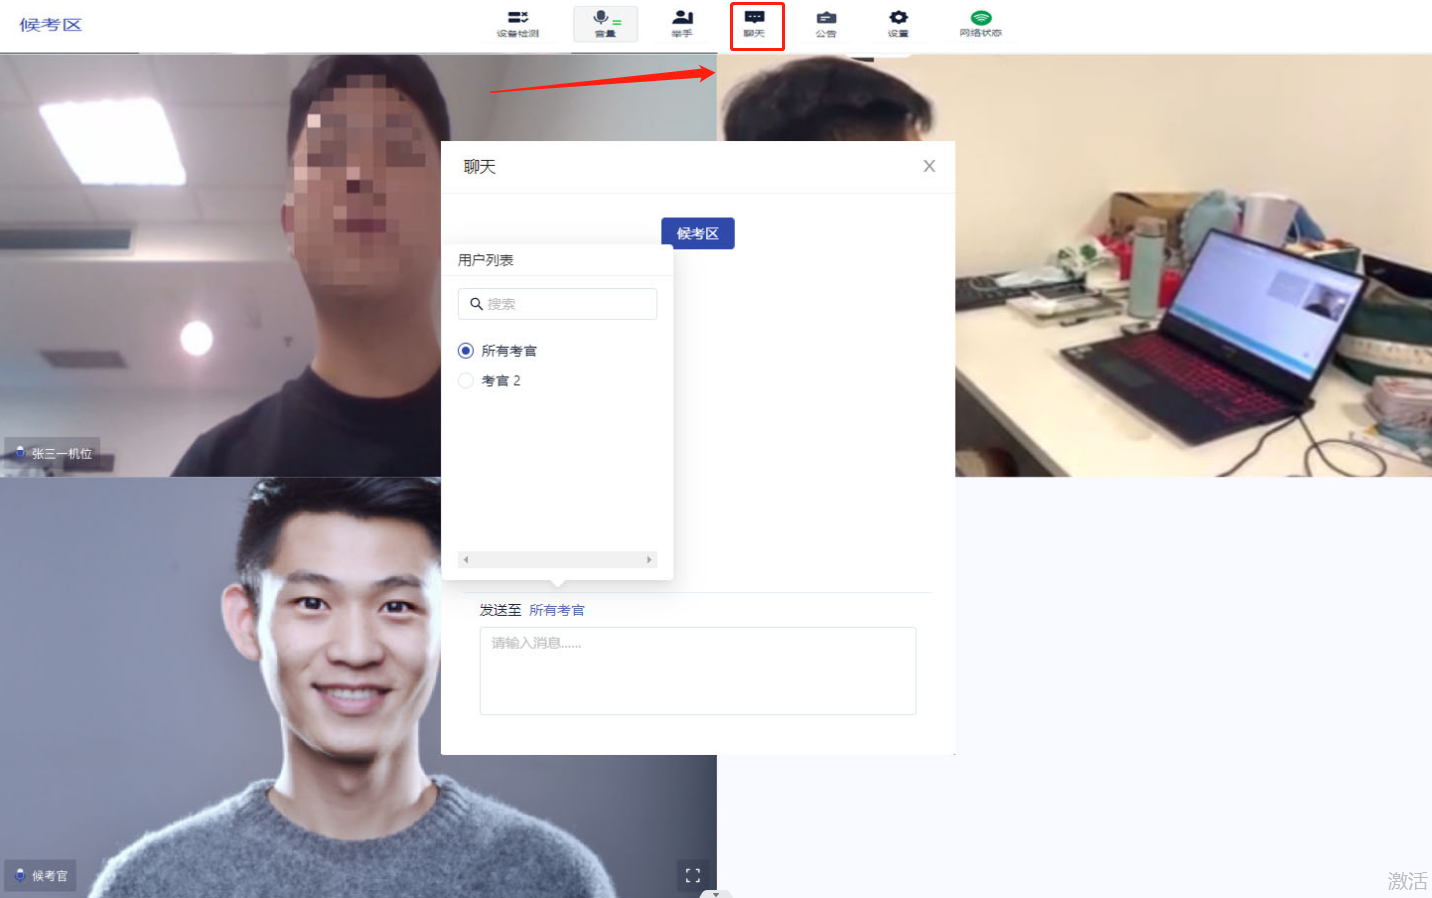 候考区
设备检测
音量
举手
聊天
公告
设置
网络状态
聊天
X
候考区
用户列表
搜索
所有考官
考官 2
发送至 所有考官
请输入消息......
张三一机位
候考官
激活